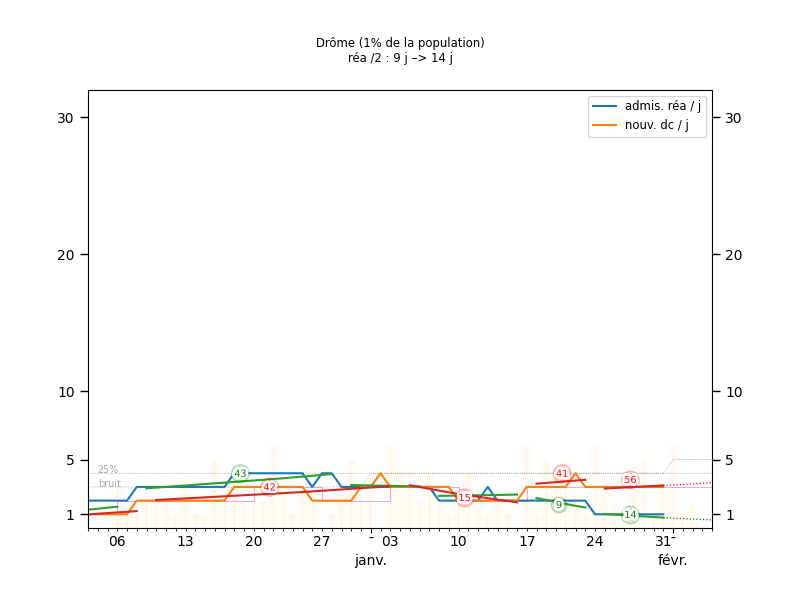 Drôme (1% de la population)
réa /2 : 9 j –> 14 j
admis. réa / j
nouv. dc / j
30 30
20 20
10 10
5 5
1 1
25%
bruit
43
42
15
41
9
56
14
06 13 20 27 - 03 10 17 24 31-
janv. févr.